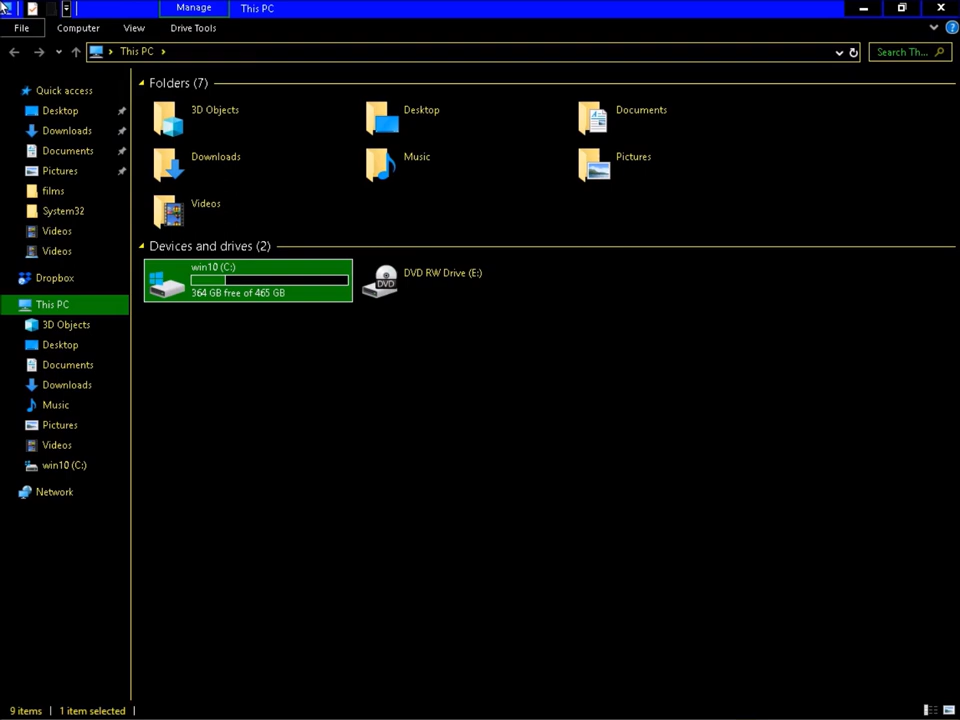 Manage
This PC
File
Computer
View
Drive Tools
This PC
Search Th...
Quick access
Desktop
Downloads
Documents
Pictures
films
System32
Videos
Videos
Dropbox
This PC
3D Objects
Desktop
Documents
Downloads
Music
Pictures
Videos
win10 (C:)
Network
Folders (7)
3D Objects
Desktop
Documents
Downloads
Music
Pictures
Videos
Devices and drives (2)
win10 (C:)
364 GB free of 465 GB
DVD
DVD RW Drive (E:)
9 items
1 item selected